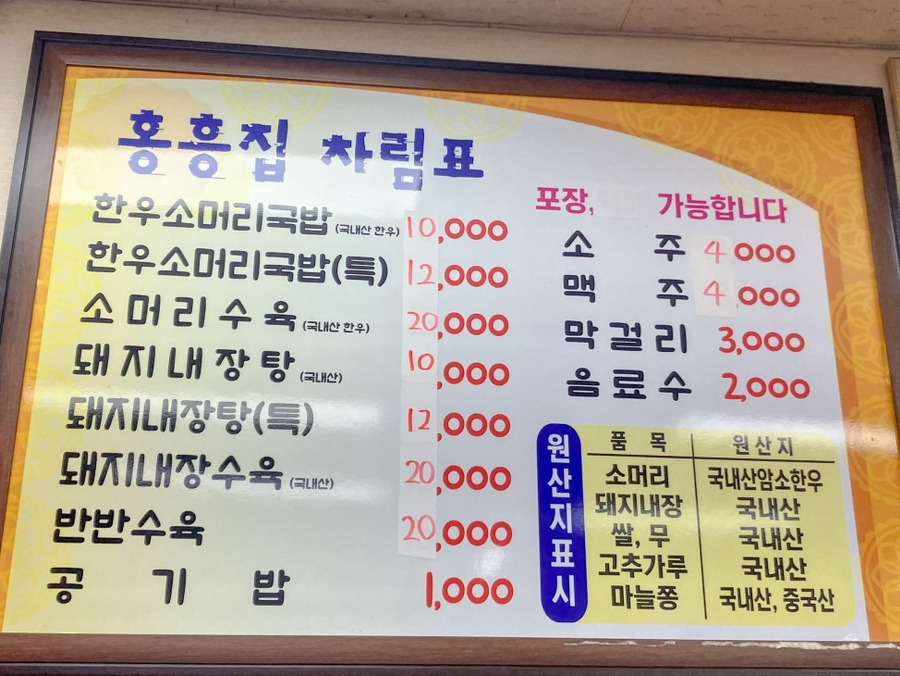 홍흥집 차림표
한우소머리국밥 (국내산 한우) 10,000
한우소머리국밥(특) 12,000
소머리수육 (국내산 한우) 20,000
돼지내장탕 (국내산) 10,000
돼지내장탕(특) 12,000
돼지내장수육 (국내산) 20,000
반반수육 20,000
공기밥 1,000
포장, 가능합니다
소주 4 000
맥주 4,000
막걸리 3,000
음료수 2,000
원산지표시
품목 원산지
소머리 국내산암소한우
돼지내장 국내산
쌀, 무 국내산
고추가루 국내산
마늘쫑 국내산, 중국산